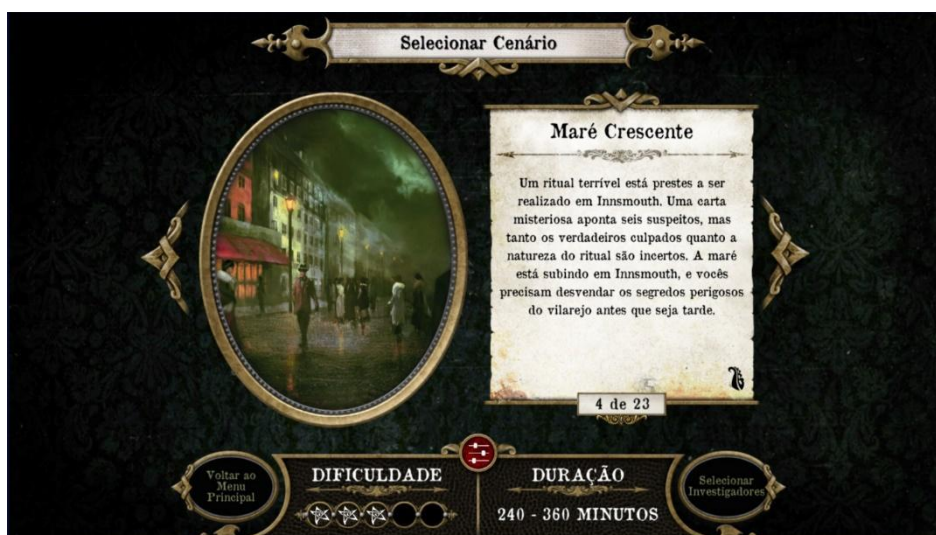 Selecionar Cenário
Maré Crescente
Um ritual terrível está prestes a ser
realizado em Innsmouth. Uma carta
misteriosa aponta seis suspeitos, mas
tanto os verdadeiros culpados quanto a
natureza do ritual são incertos. A maré
está subindo em Innsmouth, e vocês
precisam desvendar os segredos perigosos
do vilarejo antes que seja tarde.
4 de 23
Voltar ao
Menu
Principal
DIFICULDADE
DURAÇÃO
240 - 360 MINUTOS
Selecionar
Investigadores